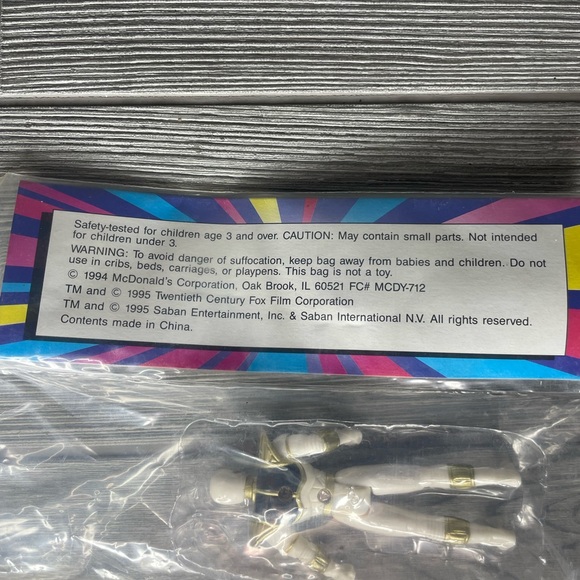 Safety-tested for children age 3 and over. CAUTION: May contain small parts. Not intended
for children under 3.
WARNING: To avoid danger of suffocation, keep bag away from babies and children. Do not
use in cribs, beds, carriages, or playpens. This bag is not a toy.
© 1994 McDonald's Corporation, Oak Brook, IL 60521 FC# MCDY-712
TM and © 1995 Twentieth Century Fox Film Corporation
TM and © 1995 Saban Entertainment, Inc. & Saban International N.V. All rights reserved.
Contents made in China.